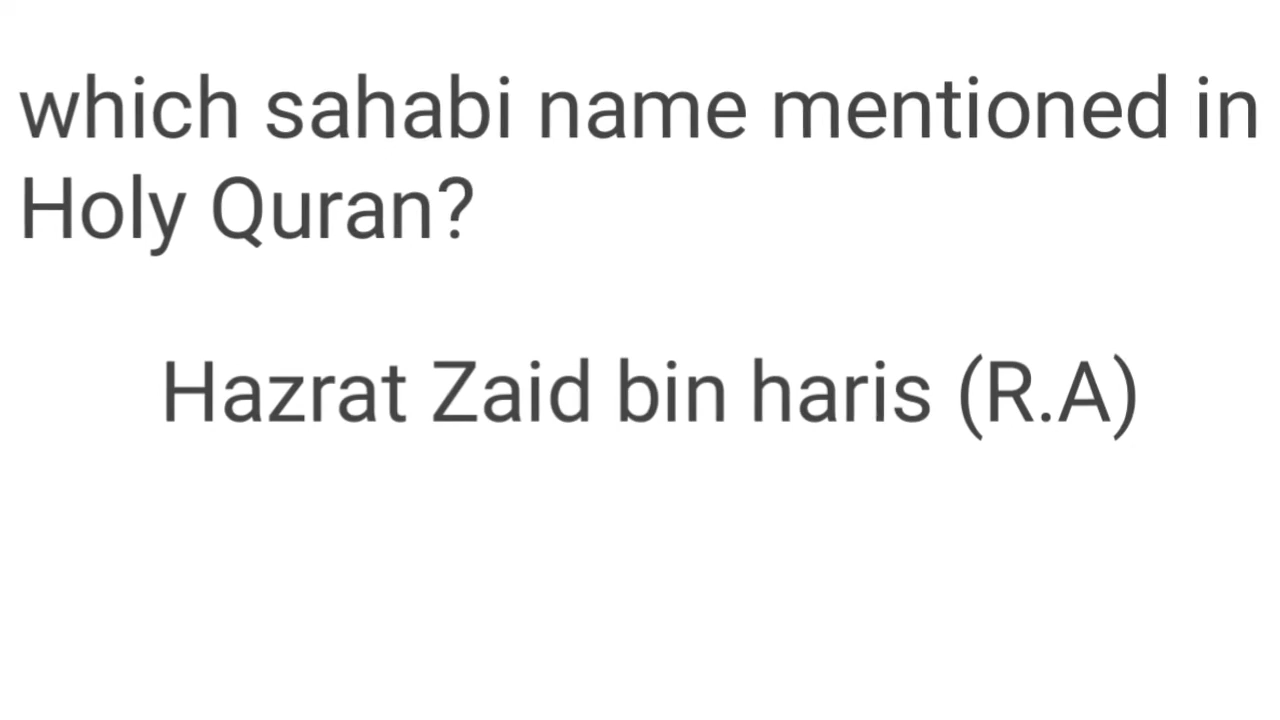 which sahabi name mentioned in
Holy Quran?
Hazrat Zaid bin haris (R.A)